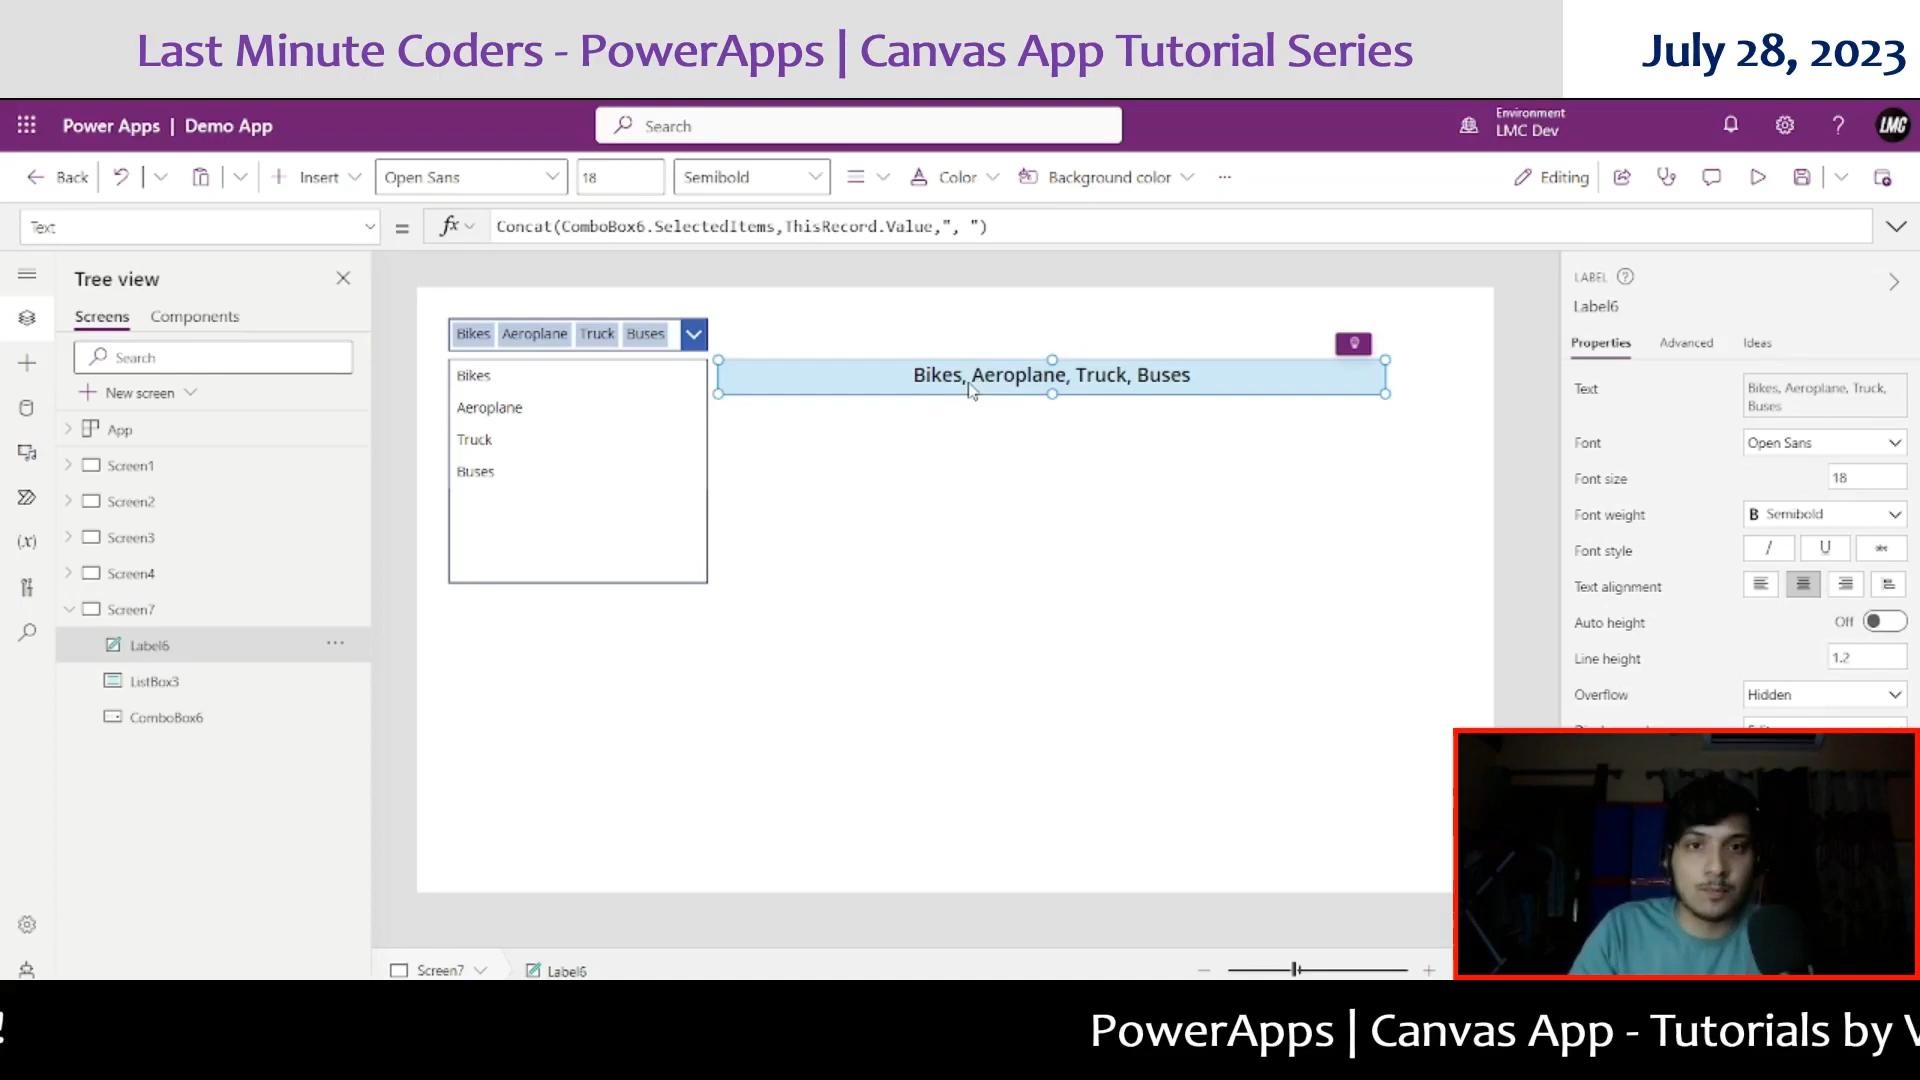 Last Minute Coders - PowerApps | Canvas App Tutorial Series
July 28, 2023
Power Apps | Demo App
Search
Environment
LMC Dev
LMC
Back
Insert
Open Sans
18
Semibold
Color
Background color
Editing
Text
=
fx
Concat(ComboBox6.SelectedItems,ThisRecord.Value,", ")
Tree view
Screens
Components
Search
New screen
App
Screen1
Screen2
Screen3
Screen4
Screen7
Label6
ListBox3
ComboBox6
Bikes Aeroplane Truck Buses
Bikes
Aeroplane
Truck
Buses
Bikes, Aeroplane, Truck, Buses
LABEL
Label6
Properties
Advanced
Ideas
Text
Bikes, Aeroplane, Truck,
Buses
Font
Open Sans
Font size
18
Font weight
B Semibold
Font style
/ U abc
Text alignment
Auto height
Off
Line height
1.2
Overflow
Hidden
Screen7
Label6
!
PowerApps | Canvas App - Tutorials by V